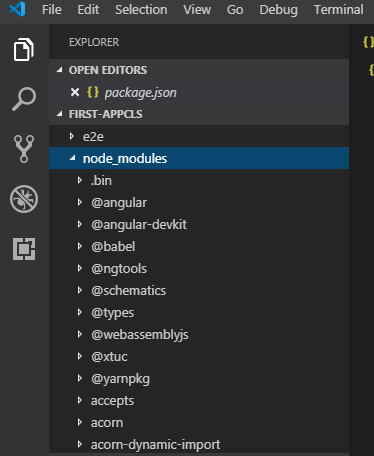 File Edit View Go Debug Terminal
EXPLORER
OPEN EDITORS
{} package.json
FIRST-APPCLS
e2e
node_modules
.bin
@angular
@angular-devkit
@babel
@ngtools
@schematics
@types
@webassemblyjs
@xtuc
@yarnpkg
accepts
acorn
acorn-dynamic-import